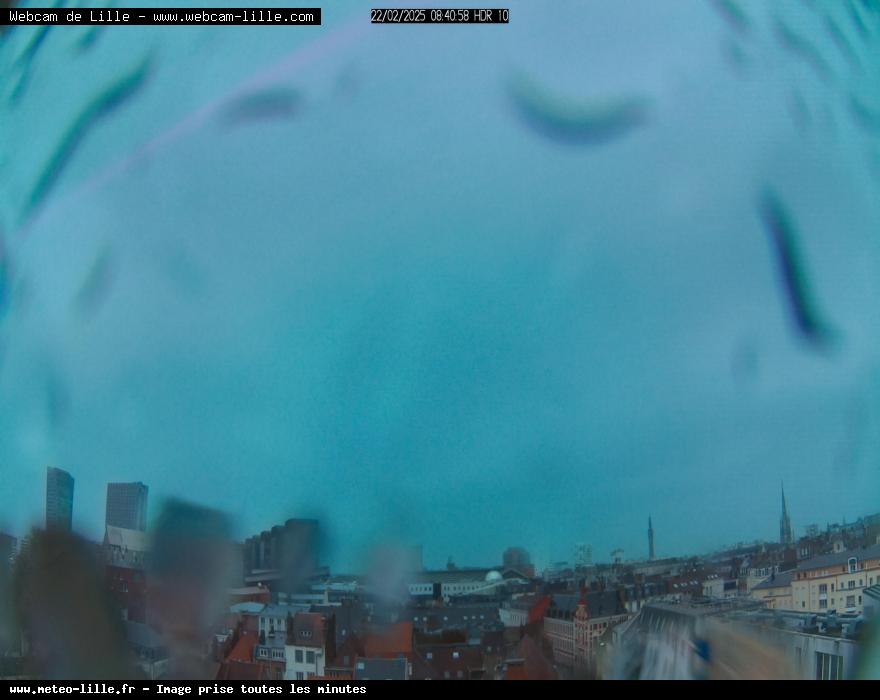 Webcam de Lille - www.webcam-lille.com
22/02/2025 08:40:58 HDR 10
www.meteo-lille.fr - Image prise toutes les minutes